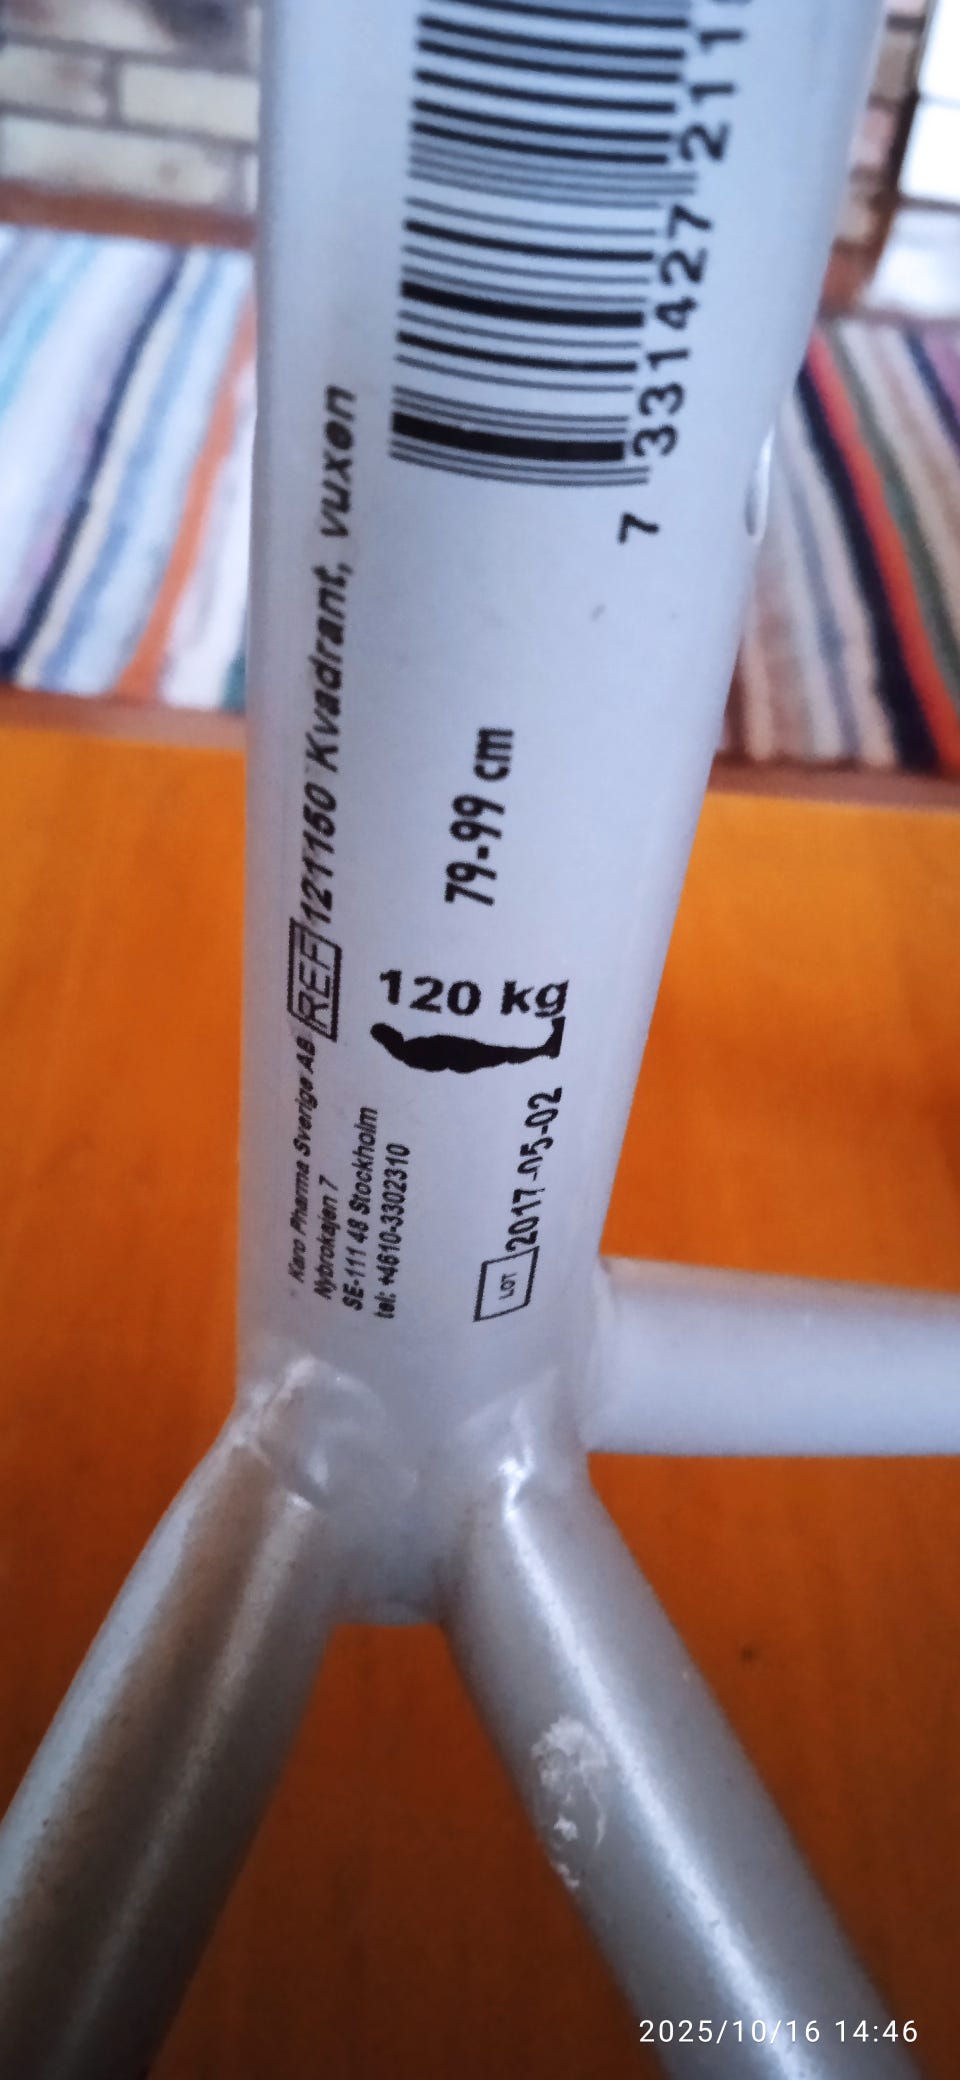 Karo Pharma Sverige AB
Nybrokajen 7
SE-111 48 Stockholm
tel: +4610-3302310
REF 121160 Kvadrant, vuxen
120 kg
79-99 cm
LOT 2017-05-02
7 331427 211
2025/10/16 14:46